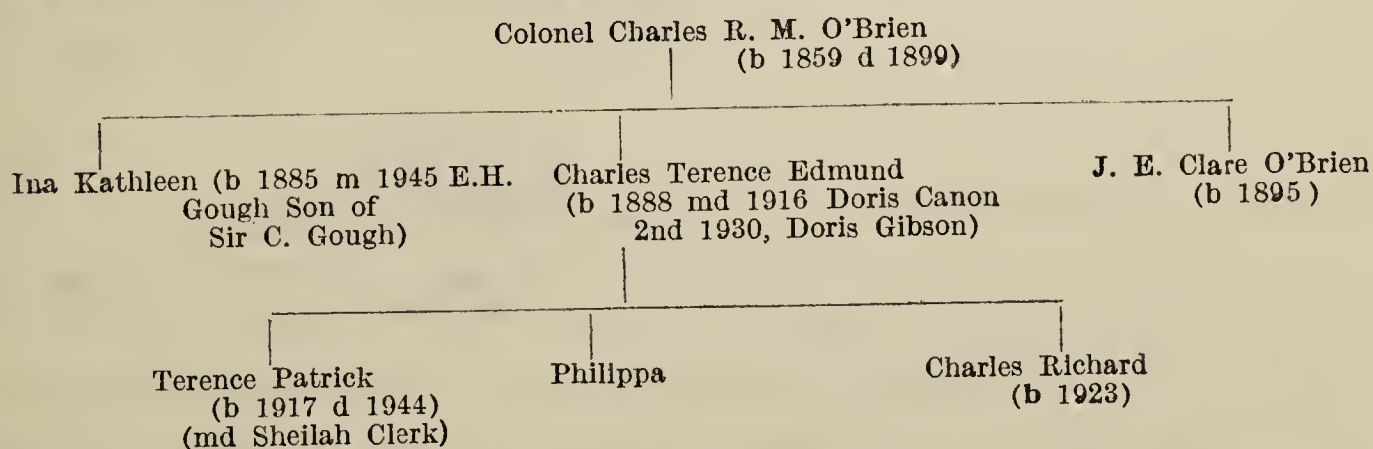 Colonel Charles R. M. O'Brien
(b 1859 d 1899)
Ina Kathleen (b 1885 m 1945 E.H.
Gough Son of
Sir C. Gough)
Charles Terence Edmund
(b 1888 md 1916 Doris Canon
2nd 1930, Doris Gibson)
J. E. Clare O'Brien
(b 1895)
Terence Patrick
(b 1917 d 1944)
(md Sheilah Clerk)
Philippa
Charles Richard
(b 1923)